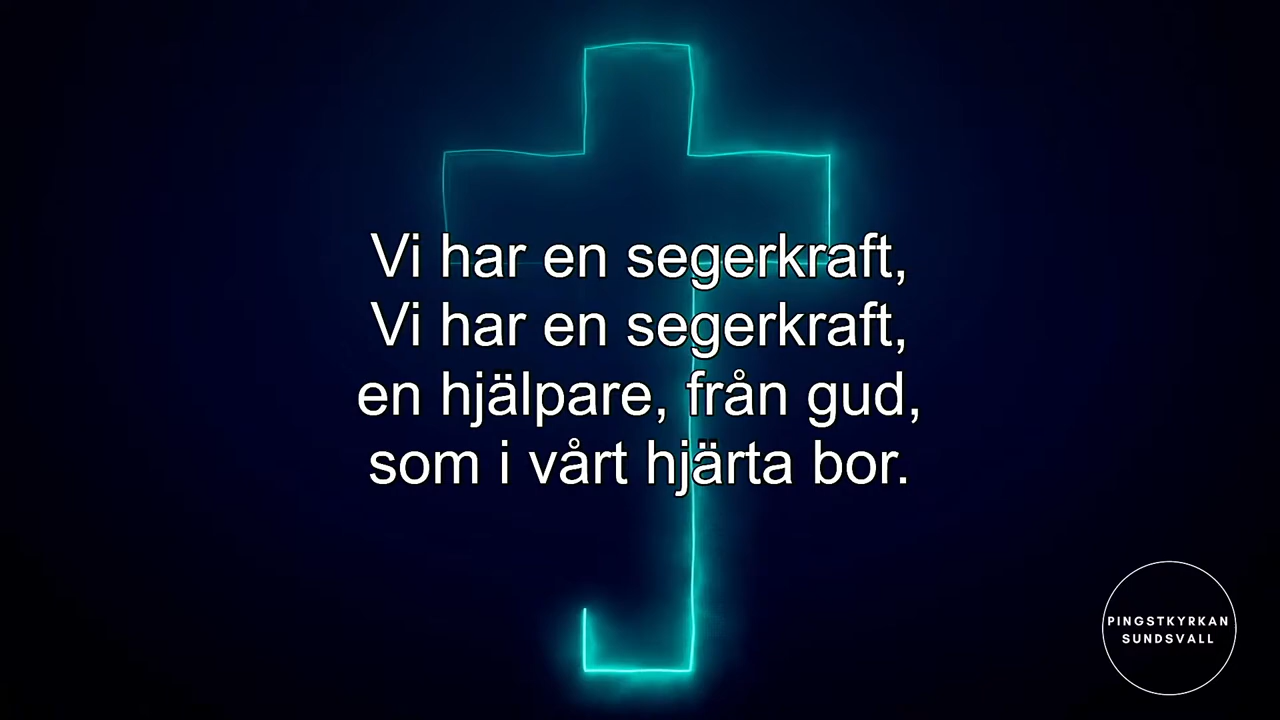 Vi har en segerkraft,
Vi har en segerkraft,
en hjälpare, från gud,
som i vårt hjärta bor.
PINGSTKYRKAN
SUNDSVALL